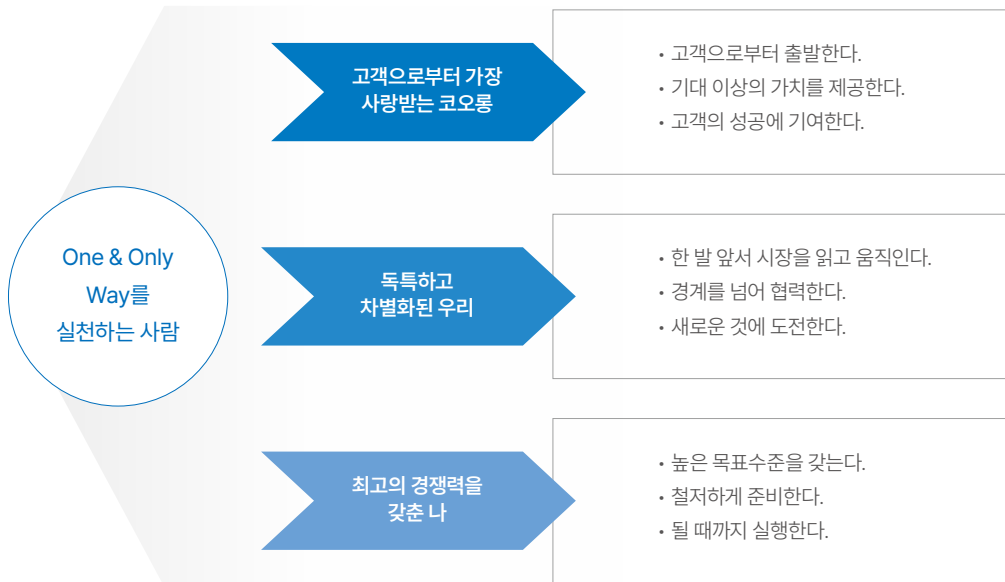 One & Only
Way를
실천하는 사람
고객으로부터 가장
사랑받는 코오롱
• 고객으로부터 출발한다.
• 기대 이상의 가치를 제공한다.
• 고객의 성공에 기여한다.
독특하고
차별화된 우리
• 한 발 앞서 시장을 읽고 움직인다.
• 경계를 넘어 협력한다.
• 새로운 것에 도전한다.
최고의 경쟁력을
갖춘 나
• 높은 목표수준을 갖는다.
• 철저하게 준비한다.
• 될 때까지 실행한다.